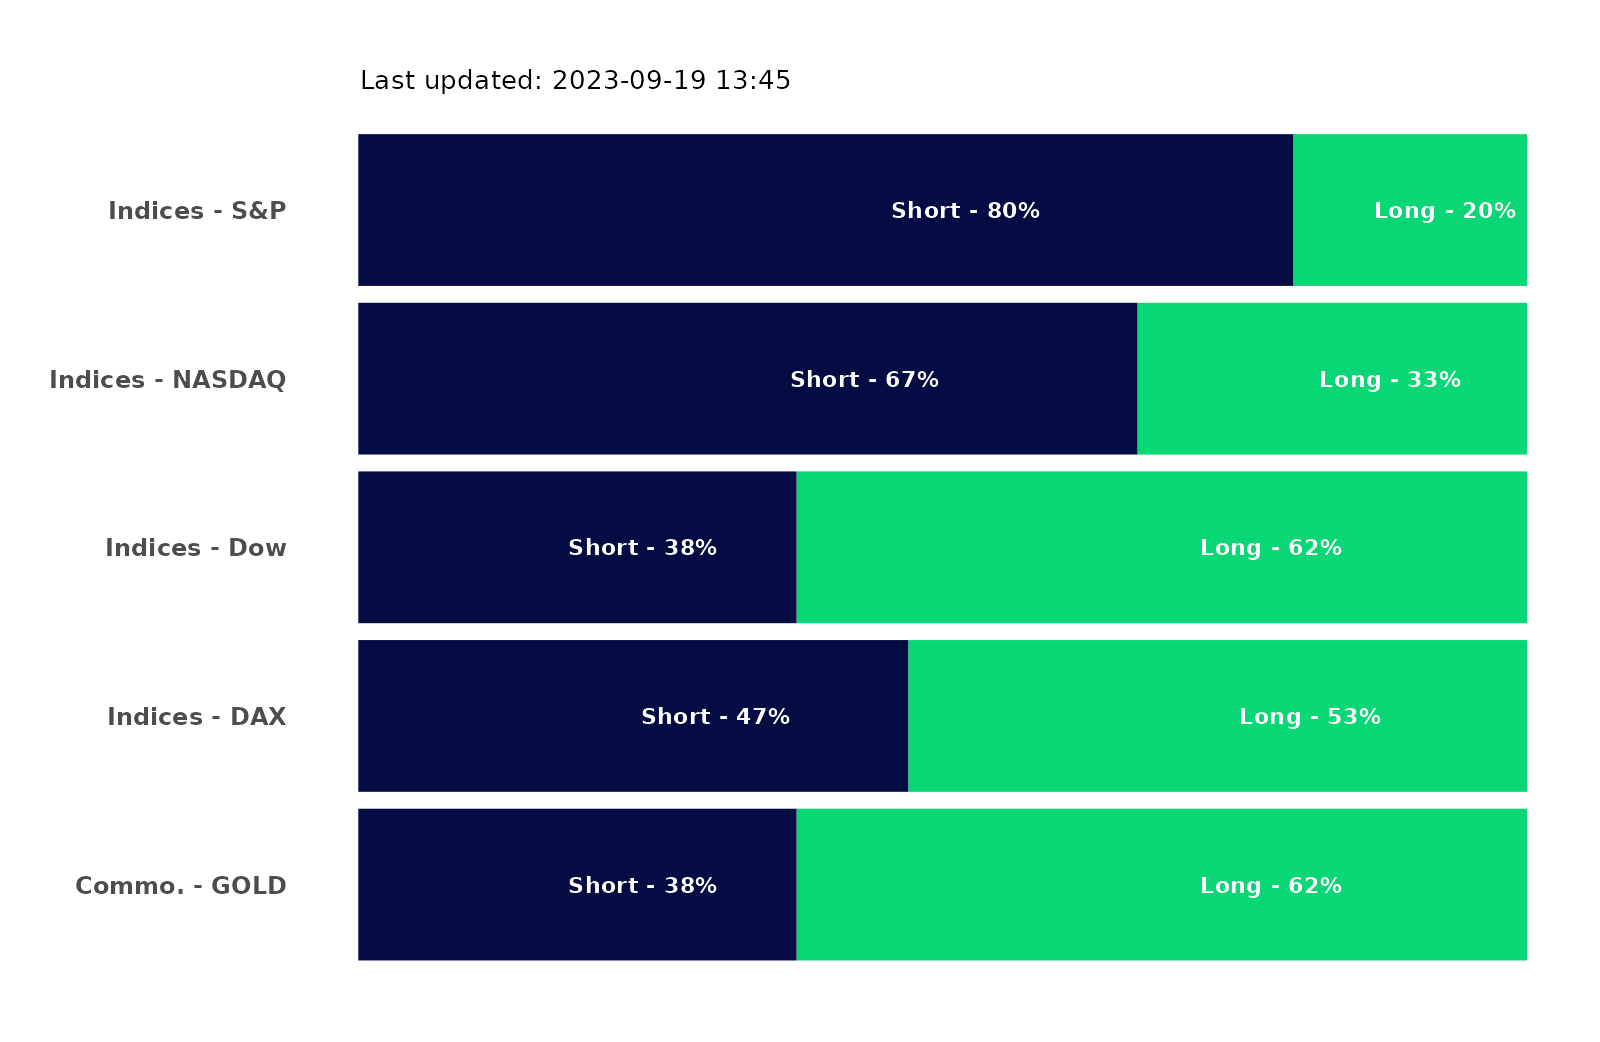 Last updated: 2023-09-19 13:45
Indices - S&P Short - 80% Long - 20%
Indices - NASDAQ Short - 67% Long - 33%
Indices - Dow Short - 38% Long - 62%
Indices - DAX Short - 47% Long - 53%
Commo. - GOLD Short - 38% Long - 62%